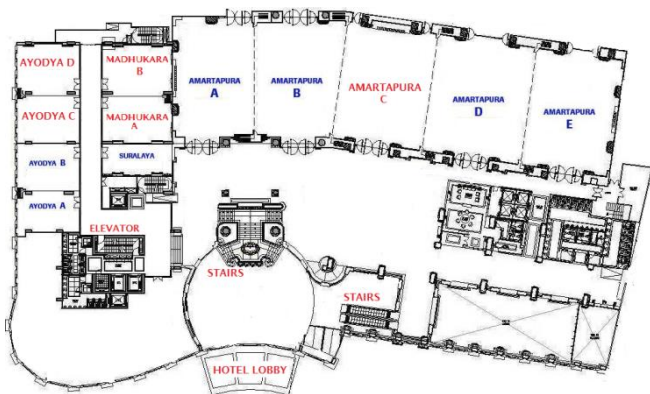 AYODYA D
MADHUKARA
B
AMARTAPURA
A
AMARTAPURA
B
AMARTAPURA
C
AMARTAPURA
D
AMARTAPURA
E
AYODYA C
MADHUKARA
A
AYODYA B
SURALAYA
AYODYA A
ELEVATOR
STAIRS
STAIRS
HOTEL LOBBY